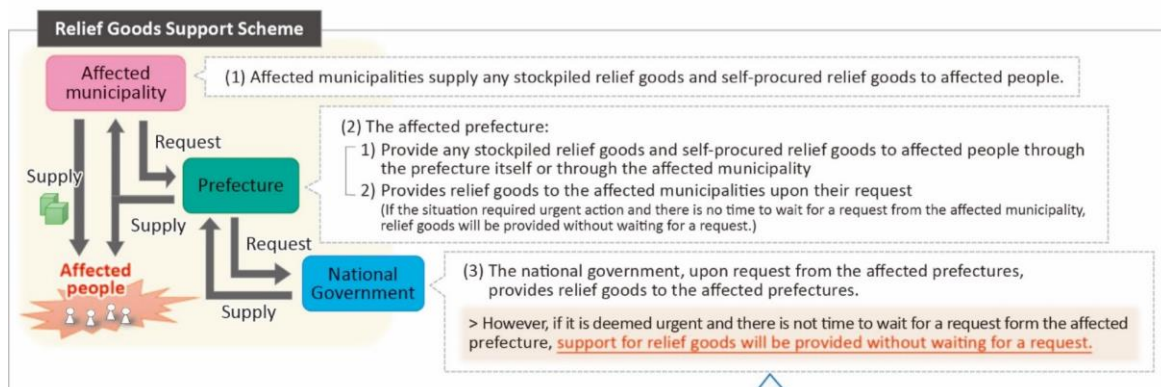 Relief Goods Support Scheme
Affected
municipality
(1) Affected municipalities supply any stockpiled relief goods and self-procured relief goods to affected people.
Request
Supply
Prefecture
Supply
(2) The affected prefecture:
1) Provide any stockpiled relief goods and self-procured relief goods to affected people through
the prefecture itself or through the affected municipality
2) Provides relief goods to the affected municipalities upon their request
(If the situation required urgent action and there is no time to wait for a request from the affected municipality,
relief goods will be provided without waiting for a request.)
Request
Affected
people
National
Government
Supply
(3) The national government, upon request from the affected prefectures,
provides relief goods to the affected prefectures.
> However, if it is deemed urgent and there is not time to wait for a request form the affected
prefecture, support for relief goods will be provided without waiting for a request.